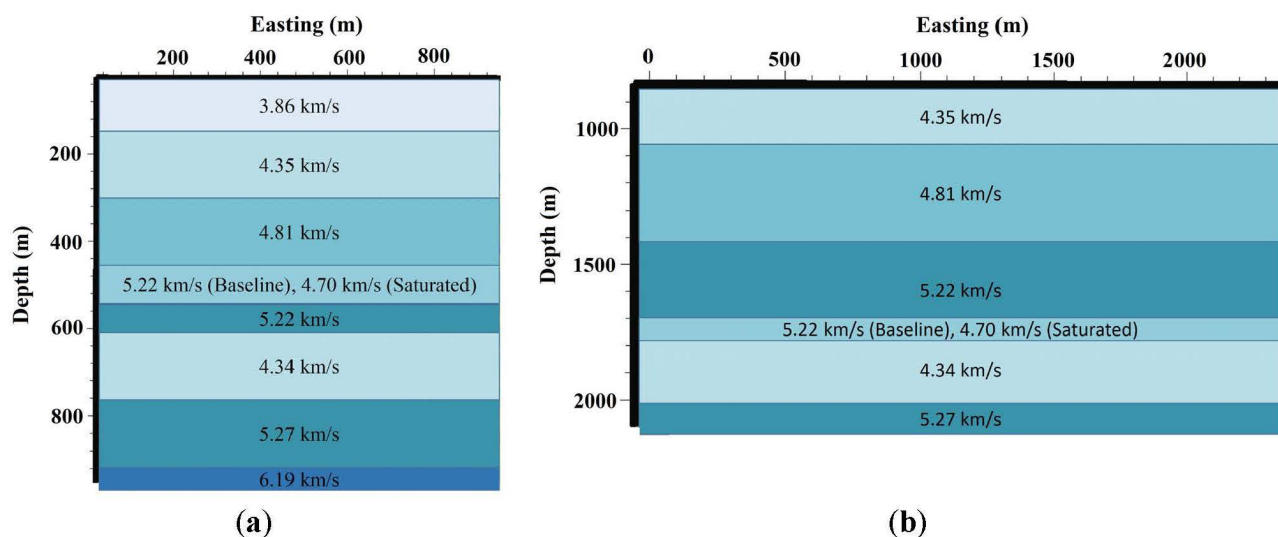 Easting (m)
200 400 600 800
Depth (m)
200
400
600
800
3.86 km/s
4.35 km/s
4.81 km/s
5.22 km/s (Baseline), 4.70 km/s (Saturated)
5.22 km/s
4.34 km/s
5.27 km/s
6.19 km/s
(a)
Easting (m)
0 500 1000 1500 2000
Depth (m)
1000
1500
2000
4.35 km/s
4.81 km/s
5.22 km/s
5.22 km/s (Baseline), 4.70 km/s (Saturated)
4.34 km/s
5.27 km/s
(b)